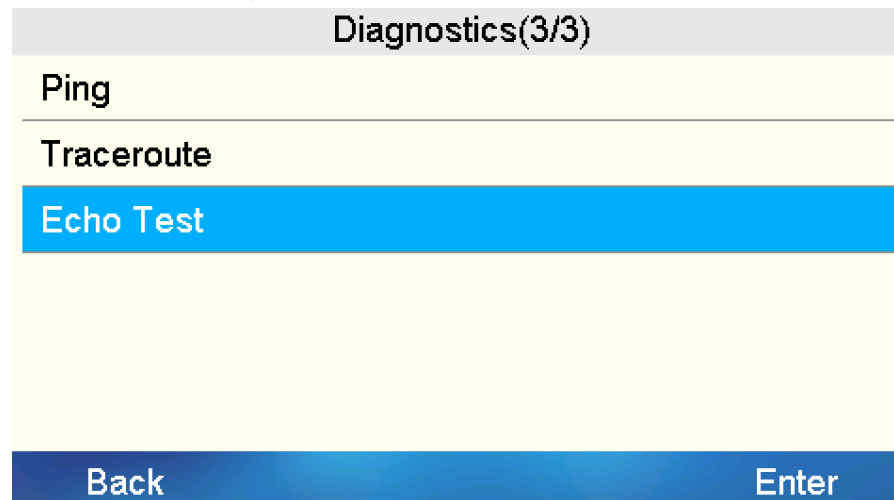 Diagnostics(3/3)
Ping
Traceroute
Echo Test
Back Enter